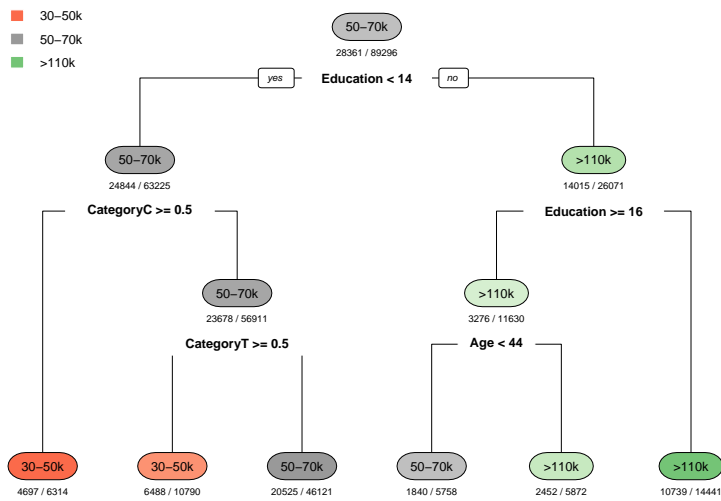 30–50k
50–70k
>110k
50–70k
28361 / 89296
yes
Education < 14
no
50–70k
24844 / 63225
CategoryC >= 0.5
>110k
14015 / 26071
Education >= 16
50–70k
23678 / 56911
CategoryT >= 0.5
>110k
3276 / 11630
Age < 44
30–50k
4697 / 6314
30–50k
6488 / 10790
50–70k
20525 / 46121
50–70k
1840 / 5758
>110k
2452 / 5872
>110k
10739 / 14441